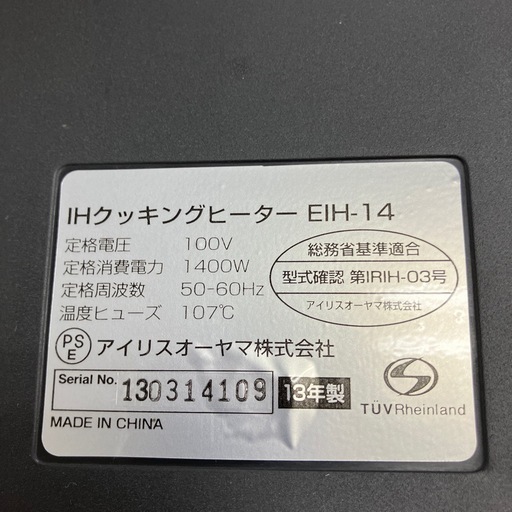 IHクッキングヒーター EIH-14
定格電圧 100V
定格消費電力 1400W
定格周波数 50-60Hz
温度ヒューズ 107℃
総務省基準適合
型式確認 第IRIH-03号
アイリスオーヤマ株式会社
PS
E
アイリスオーヤマ株式会社
Serial No. 130314109 13年製
MADE IN CHINA
TÜVRheinland